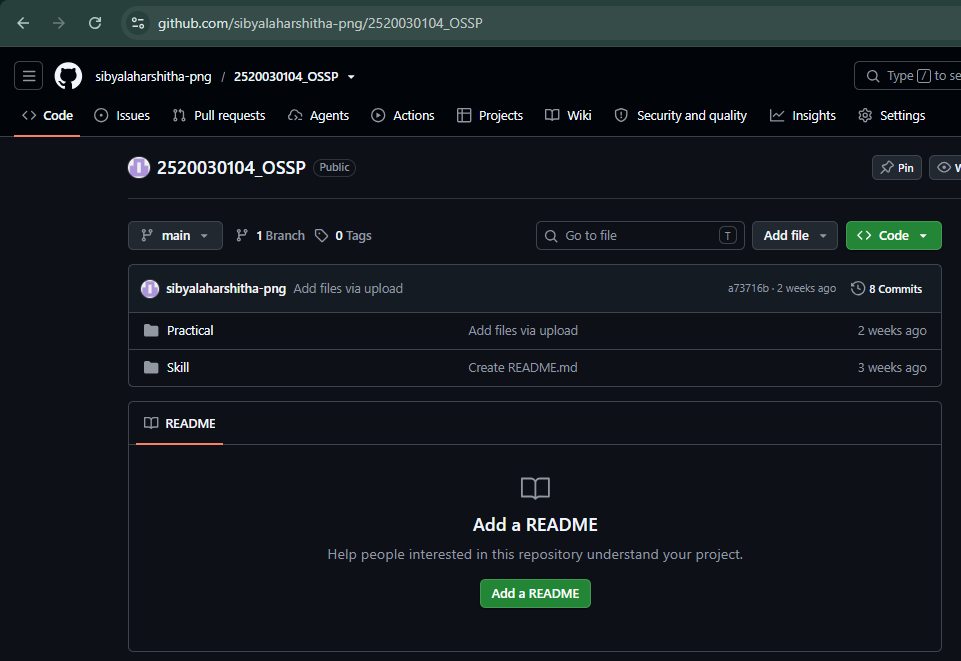 github.com/sibyalaharshitha-png/2520030104_OSSP
sibyalaharshitha-png / 2520030104_OSSP
Type / to se
Code Issues Pull requests Agents Actions Projects Wiki Security and quality Insights Settings
2520030104_OSSP Public
Pin W
main 1 Branch 0 Tags Go to file T Add file Code
sibyalaharshitha-png Add files via upload a73716b · 2 weeks ago 8 Commits
Practical Add files via upload 2 weeks ago
Skill Create README.md 3 weeks ago
README
Add a README
Help people interested in this repository understand your project.
Add a README